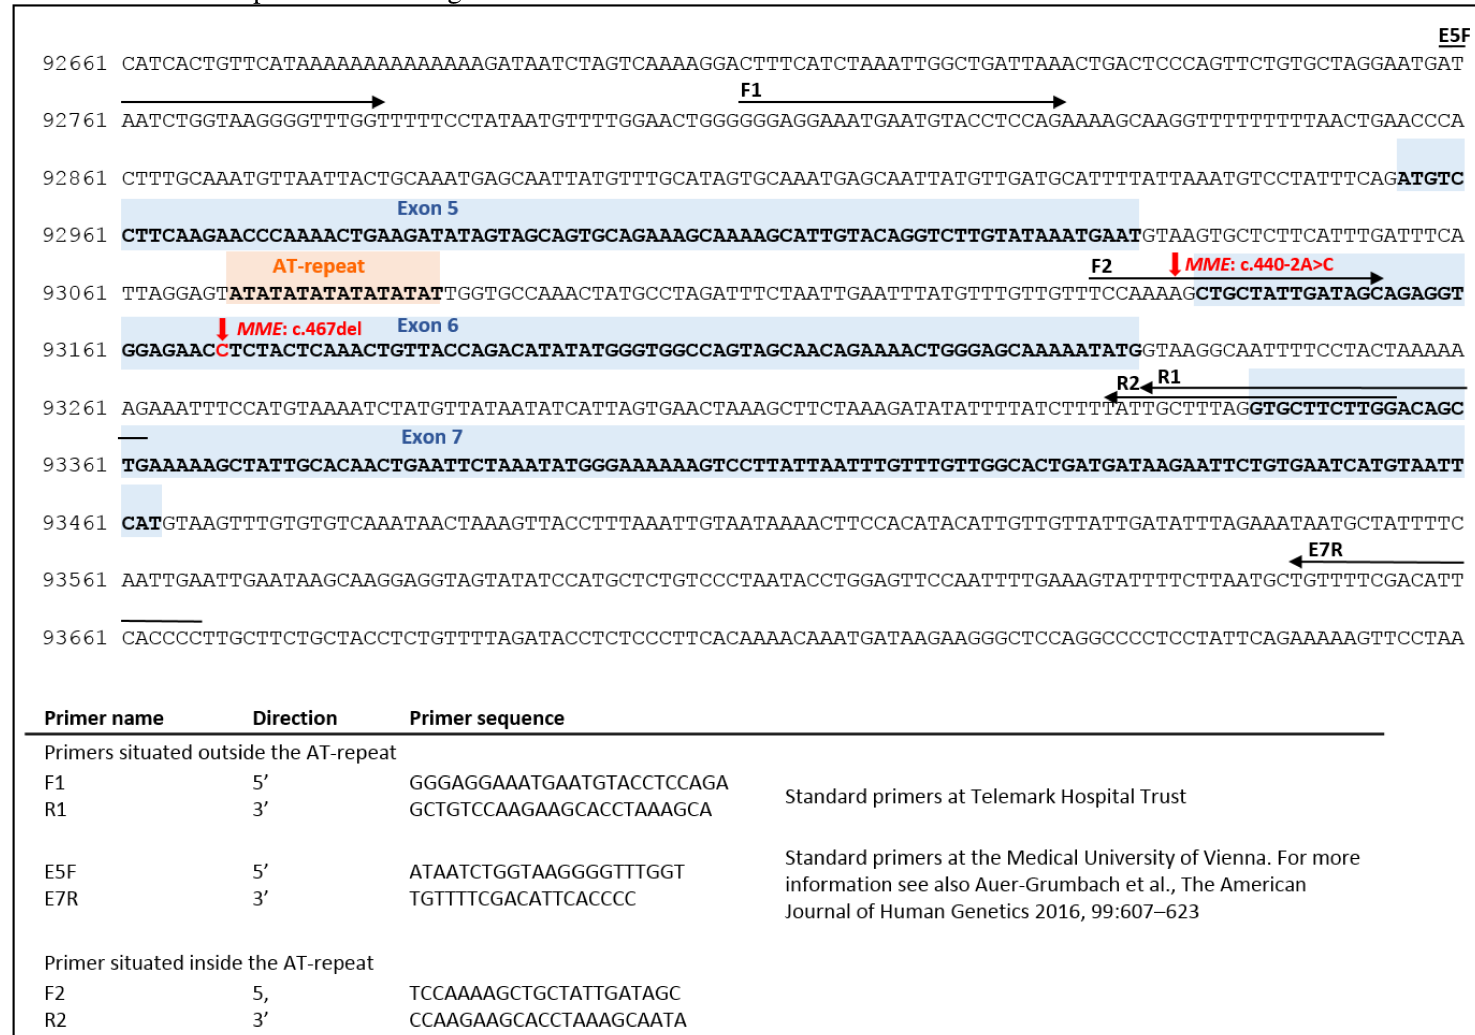 E5F
92661 CATCACTGTTCATAAAAAAAAAAAAAAAGATAATCTAGTCAAAAGGACTTTCATCTAAATTGGCTGATTAAACTGACTCCCAGTTCTGTGCTAGGAATGAT
F1
92761 AATCTGGTAAGGGGTTTGGTTTTTCCTATAATGTTTTGGAACTGGGGGGAGGAAATGAATGTACCTCCAGAAAAGCAAGGTTTTTTTTTTAACTGAACCCA
92861 CTTTGCAAATGTTAATTACTGCAAATGAGCAATTATGTTTGCATAGTGCAAATGAGCAATTATGTTGATGCATTTTATTAAATGTCCTATTTCAGATGTC
Exon 5
92961 CTTCAAGAACCCAAAACTGAAGATATAGTAGCAGTGCAGAAAGCAAAAGCATTGTACAGGTCTTGTATAAATGAATGTAAGTGCTCTTCATTTGATTTCA
AT-repeat
F2 MME: c.440-2A>C
93061 TTAGGAGTATATATATATATATATTGGTGCCAAACTATGCCTAGATTTCTAATTGAATTTATGTTTGTTGTTTCCAAAAGCTGCTATTGATAGCAGAGGT
MME: c.467del Exon 6
93161 GGAGAACCTCTACTCAAACTGTTACCAGACATATATGGGTGGCCAGTAGCAACAGAAAACTGGGAGCAAAAATATGGTAAGGCAATTTTCCTACTAAAAA
R2 R1
93261 AGAAATTTCCATGTAAAATCTATGTTATAATATCATTAGTGAACTAAAGCTTCTAAAGATATATTTTATCTTTTATTGCTTTAGGTGCTTCTTGGACAGC
Exon 7
93361 TGAAAAAGCTATTGCACAACTGAATTCTAAATATGGGAAAAAAGTCCTTATTAATTTGTTTGTTGGCACTGATGATAAGAATTCTGTGAATCATGTAATT
93461 CATGTAAGTTTGTGTGTCAAATAACTAAAGTTACCTTTAAATTGTAATAAAACTTCCACATACATTGTTGTTATTGATATTTAGAAATAATGCTATTTTC
E7R
93561 AATTGAATTGAATAAGCAAGGAGGTAGTATATCCATGCTCTGTCCCTAATACCTGGAGTTCCAATTTTGAAAGTATTTTCTTAATGCTGTTTTCGACATT
93661 CACCCCTTGCTTCTGCTACCTCTGTTTTAGATACCTCTCCCTTCACAAAACAAATGATAAGAAGGGCTCCAGGCCCCTCCTATTCAGAAAAAGTTCCTAA
Primer name Direction Primer sequence
Primers situated outside the AT-repeat
F1 5’ GGGAGGAAATGAATGTACCTCCAGA
R1 3’ GCTGTCCAAGAAGCACCTAAAGCA
Standard primers at Telemark Hospital Trust
E5F 5’ ATAATCTGGTAAGGGGTTTGGT
E7R 3’ TGTTTTCGACATTCACCCC
Standard primers at the Medical University of Vienna. For more
information see also Auer-Grumbach et al., The American
Journal of Human Genetics 2016, 99:607–623
Primer situated inside the AT-repeat
F2 5, TCCAAAAGCTGCTATTGATAGC
R2 3’ CCAAGAAGCACCTAAAGCAATA